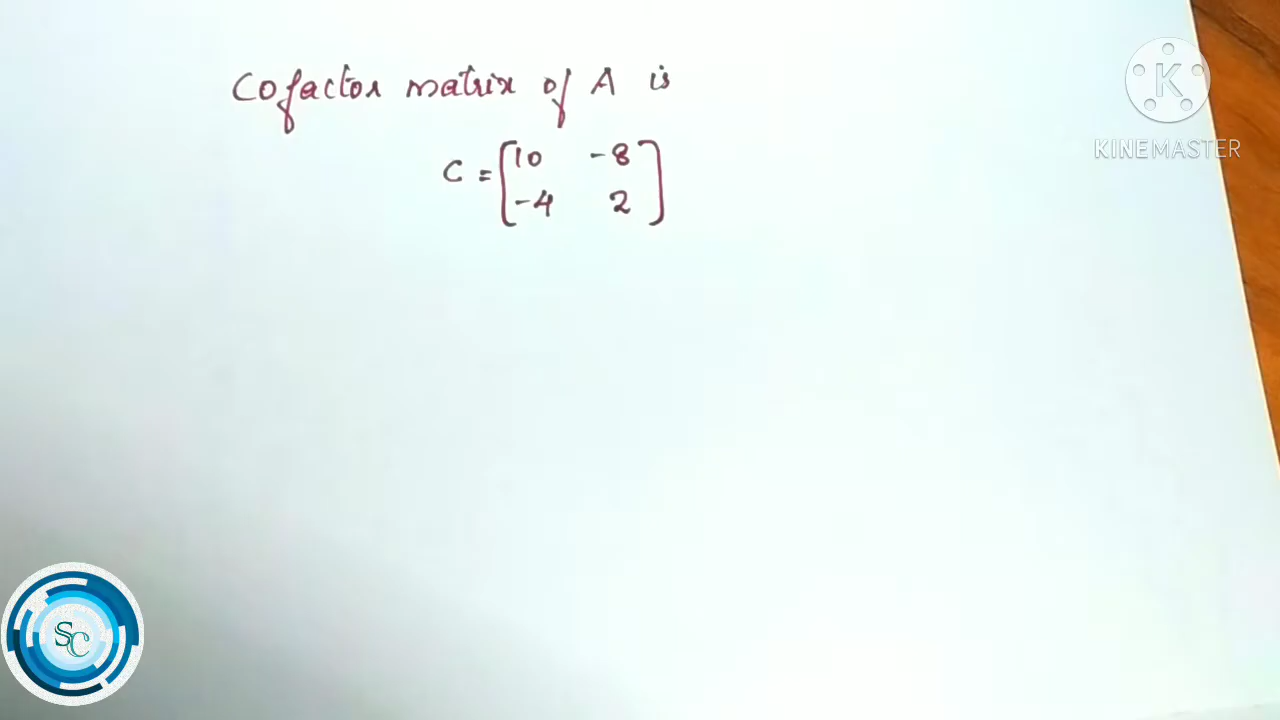 Cofactor matrix of A is
C = [10 -8
-4 2]
K
KINEMASTER
SC